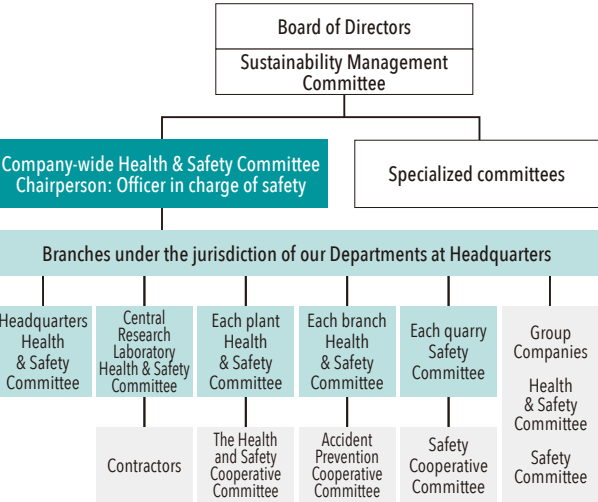 Board of Directors
Sustainability Management
Committee
Company-wide Health & Safety Committee
Chairperson: Officer in charge of safety
Specialized committees
Branches under the jurisdiction of our Departments at Headquarters
Headquarters
Health
& Safety
Committee
Central
Research
Laboratory
Health & Safety
Committee
Each plant
Health
& Safety
Committee
Each branch
Health
& Safety
Committee
Each quarry
Safety
Committee
Group
Companies
Health
& Safety
Committee
Safety
Committee
Contractors
The Health
and Safety
Cooperative
Committee
Accident
Prevention
Cooperative
Committee
Safety
Cooperative
Committee